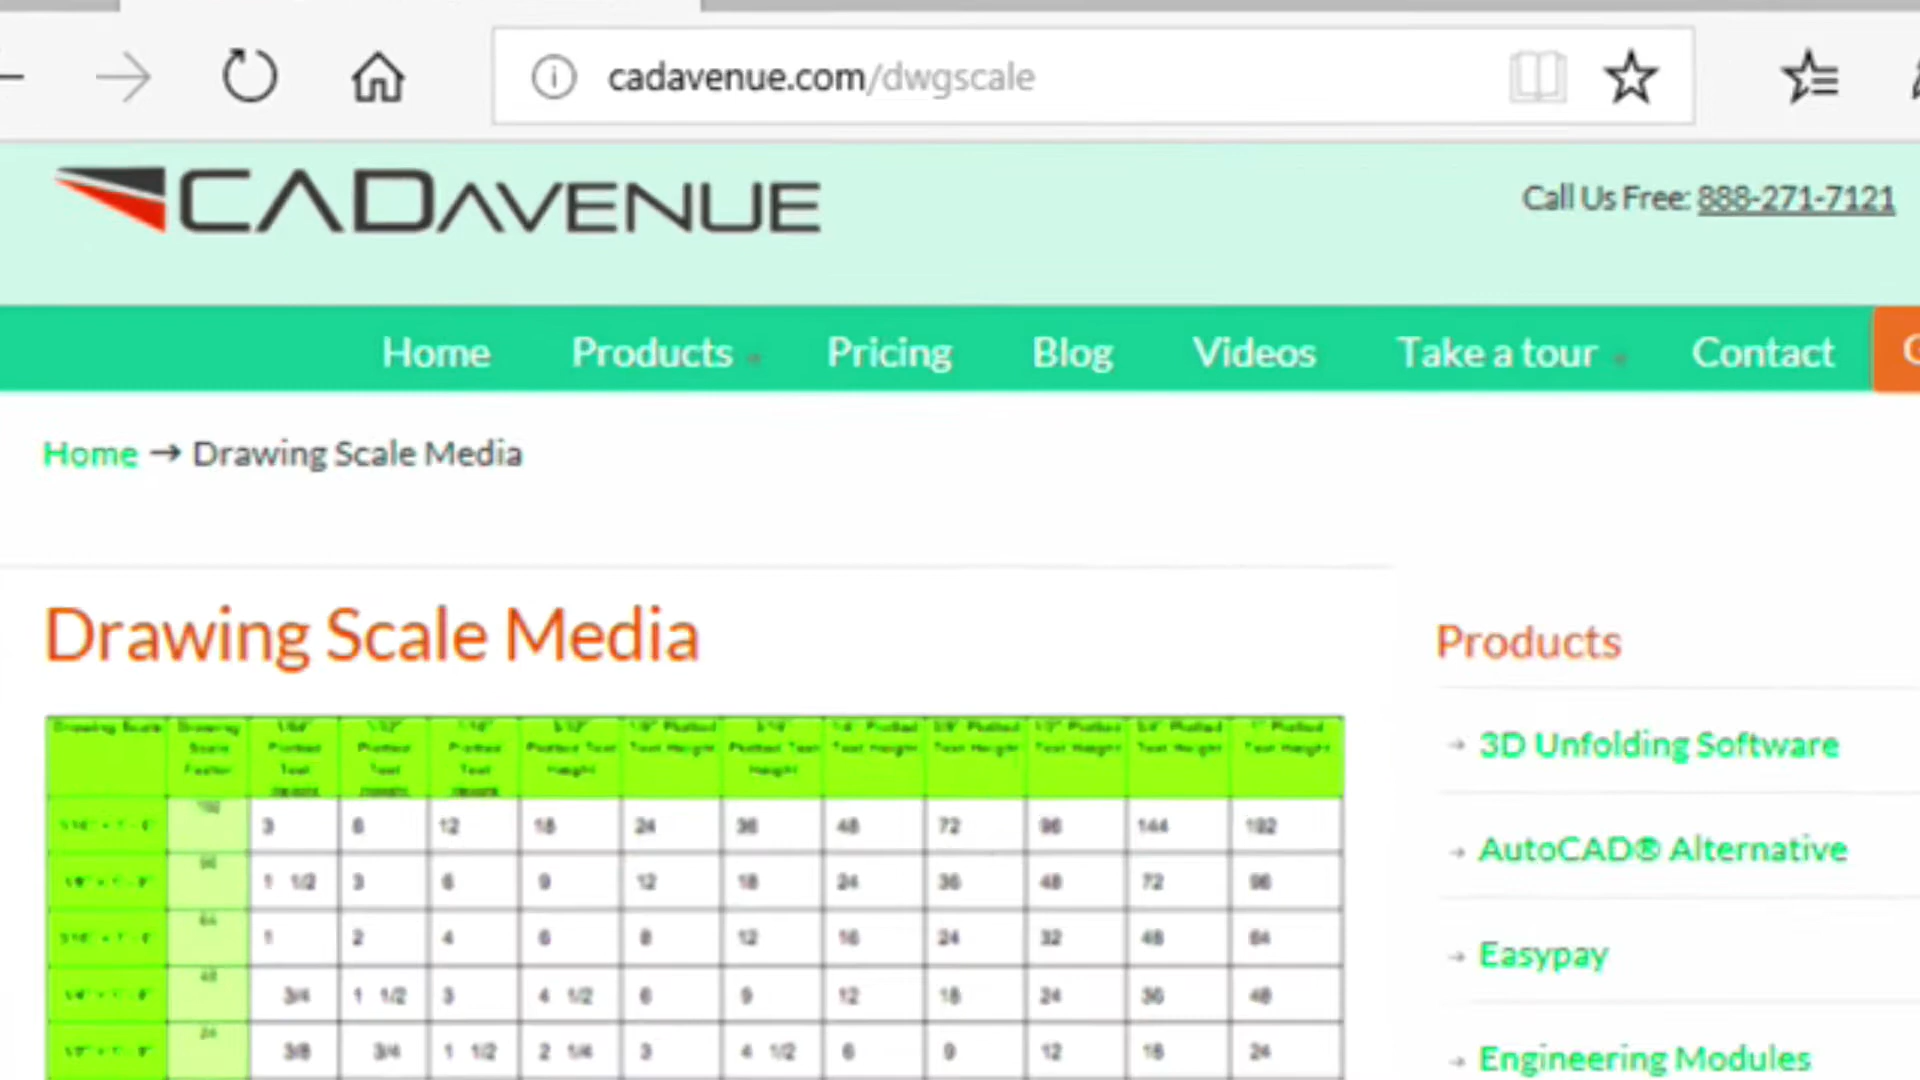 cadavenue.com/dwgscale
CADAVENUE
Call Us Free: 888-271-7121
Home Products Pricing Blog Videos Take a tour Contact
Home → Drawing Scale Media
Drawing Scale Media
3 6 12 18 24 36 48 72 96 144 192
1 1/2 3 6 9 12 18 24 36 48 72 96
1 2 4 6 8 12 16 24 32 48 64
3/4 1 1/2 3 4 1/2 6 9 12 18 24 36 48
3/8 3/4 1 1/2 2 1/4 3 4 1/2 6 9 12 18 24
Products
3D Unfolding Software
AutoCAD® Alternative
Easypay
Engineering Modules